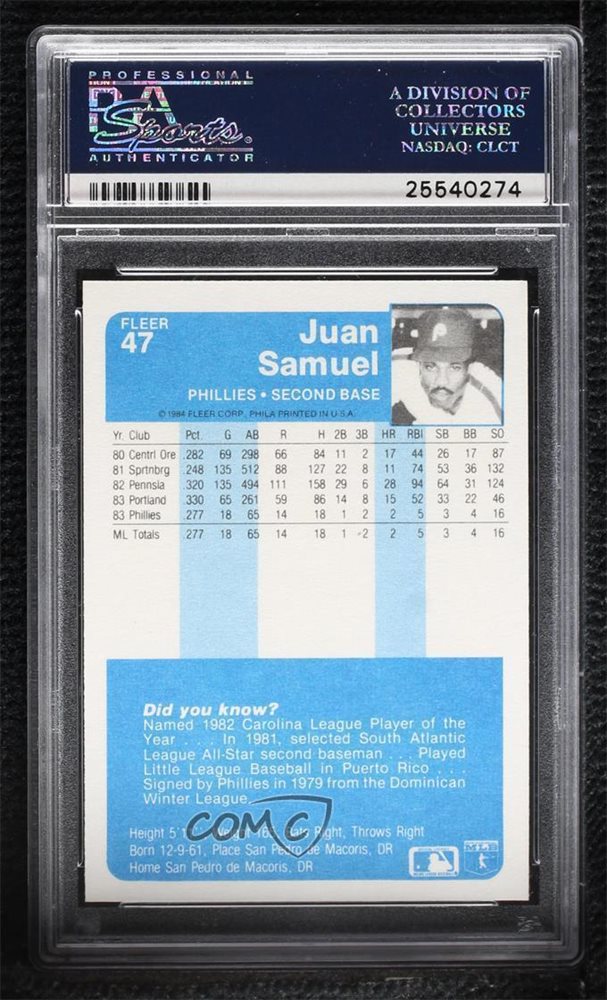 PROFESSIONAL
PSA
Sports
AUTHENTICATOR
A DIVISION OF
COLLECTORS
UNIVERSE
NASDAQ: CLCT
25540274
FLEER
47
Juan
Samuel
PHILLIES • SECOND BASE
© 1984 FLEER CORP., PHILA PRINTED IN U.S.A.
Yr. Club Pct. G AB R H 2B 3B HR RBI SB BB SO
80 Centrl Ore .282 69 298 66 84 11 2 17 44 26 17 87
81 Sprtnbrg .248 135 512 88 127 22 8 11 74 53 36 132
82 Pennsla .320 135 494 111 158 29 6 28 94 64 31 124
83 Portland .330 65 261 59 86 14 8 15 52 33 22 46
83 Phillies .277 18 65 14 18 1 2 2 5 3 4 16
ML Totals .277 18 65 14 18 1 2 2 5 3 4 16
Did you know?
Named 1982 Carolina League Player of the
Year . . . In 1981, selected South Atlantic
League All-Star second baseman . . . Played
Little League Baseball in Puerto Rico . . .
Signed by Phillies in 1979 from the Dominican
Winter League.
COMC
Height 5' Weight 165, Bats Right, Throws Right
Born 12-9-61, Place San Pedro de Macoris, DR
Home San Pedro de Macoris, DR